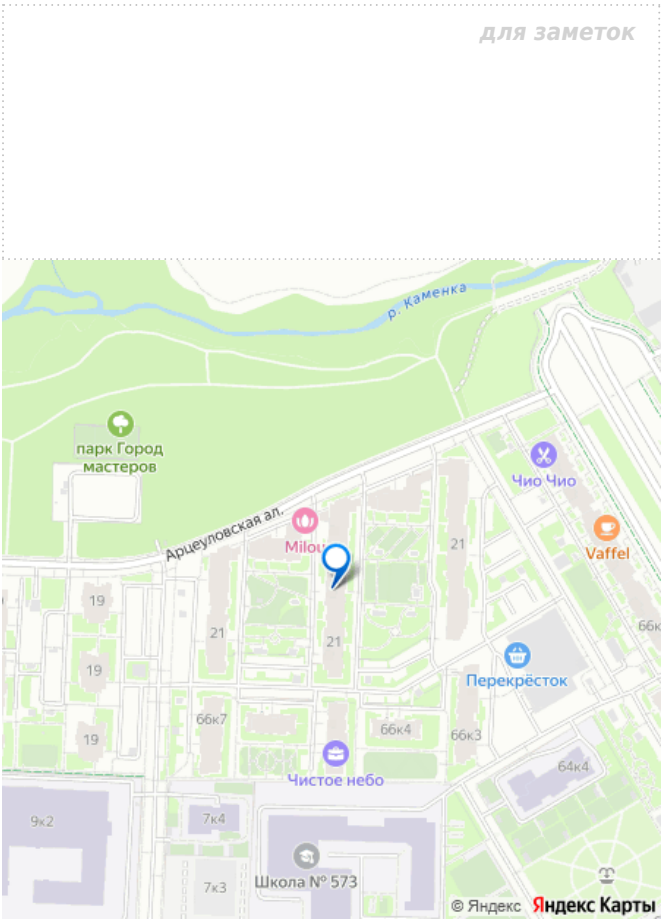 для заметок
р. Каменка
парк Город
мастеров
Чио Чио
Арцеуловская ал.
Milou
Vaffel
21
19
21
21
66к
19
Перекрёсток
66к7
66к4
66к3
19
Чистое небо
64к4
9к2
7к4
7к3
Школа № 573
© Яндекс Яндекс Карты